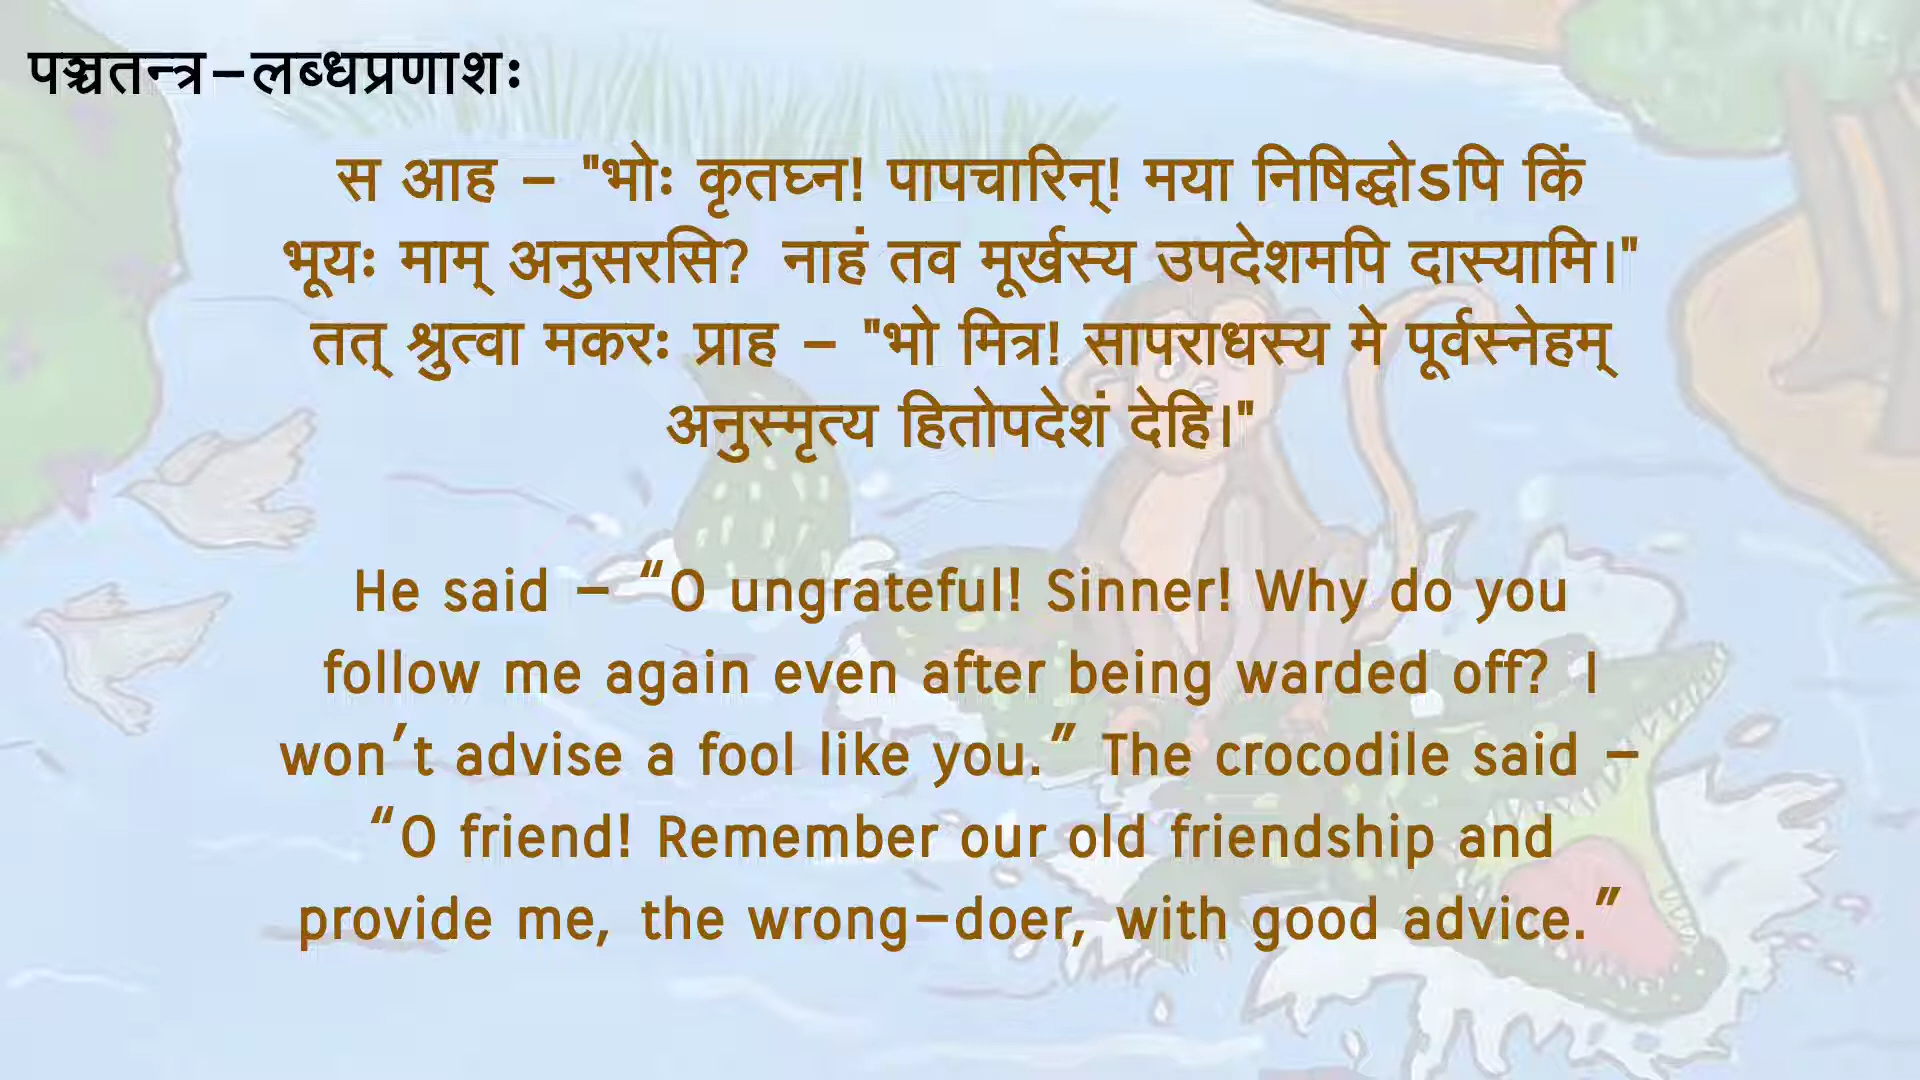 पञ्चतन्त्र-लब्धप्रणाशः
स आह - "भोः कृतघ्न! पापचारिन्! मया निषिद्धोऽपि किं
भूयः माम् अनुसरसि? नाहं तव मूर्खस्य उपदेशमपि दास्यामि।"
तत् श्रुत्वा मकरः प्राह - "भो मित्र! सापराधस्य मे पूर्वस्नेहम्
अनुस्मृत्य हितोपदेशं देहि।"
He said - “O ungrateful! Sinner! Why do you
follow me again even after being warded off? I
won’t advise a fool like you.” The crocodile said -
“O friend! Remember our old friendship and
provide me, the wrong-doer, with good advice.”